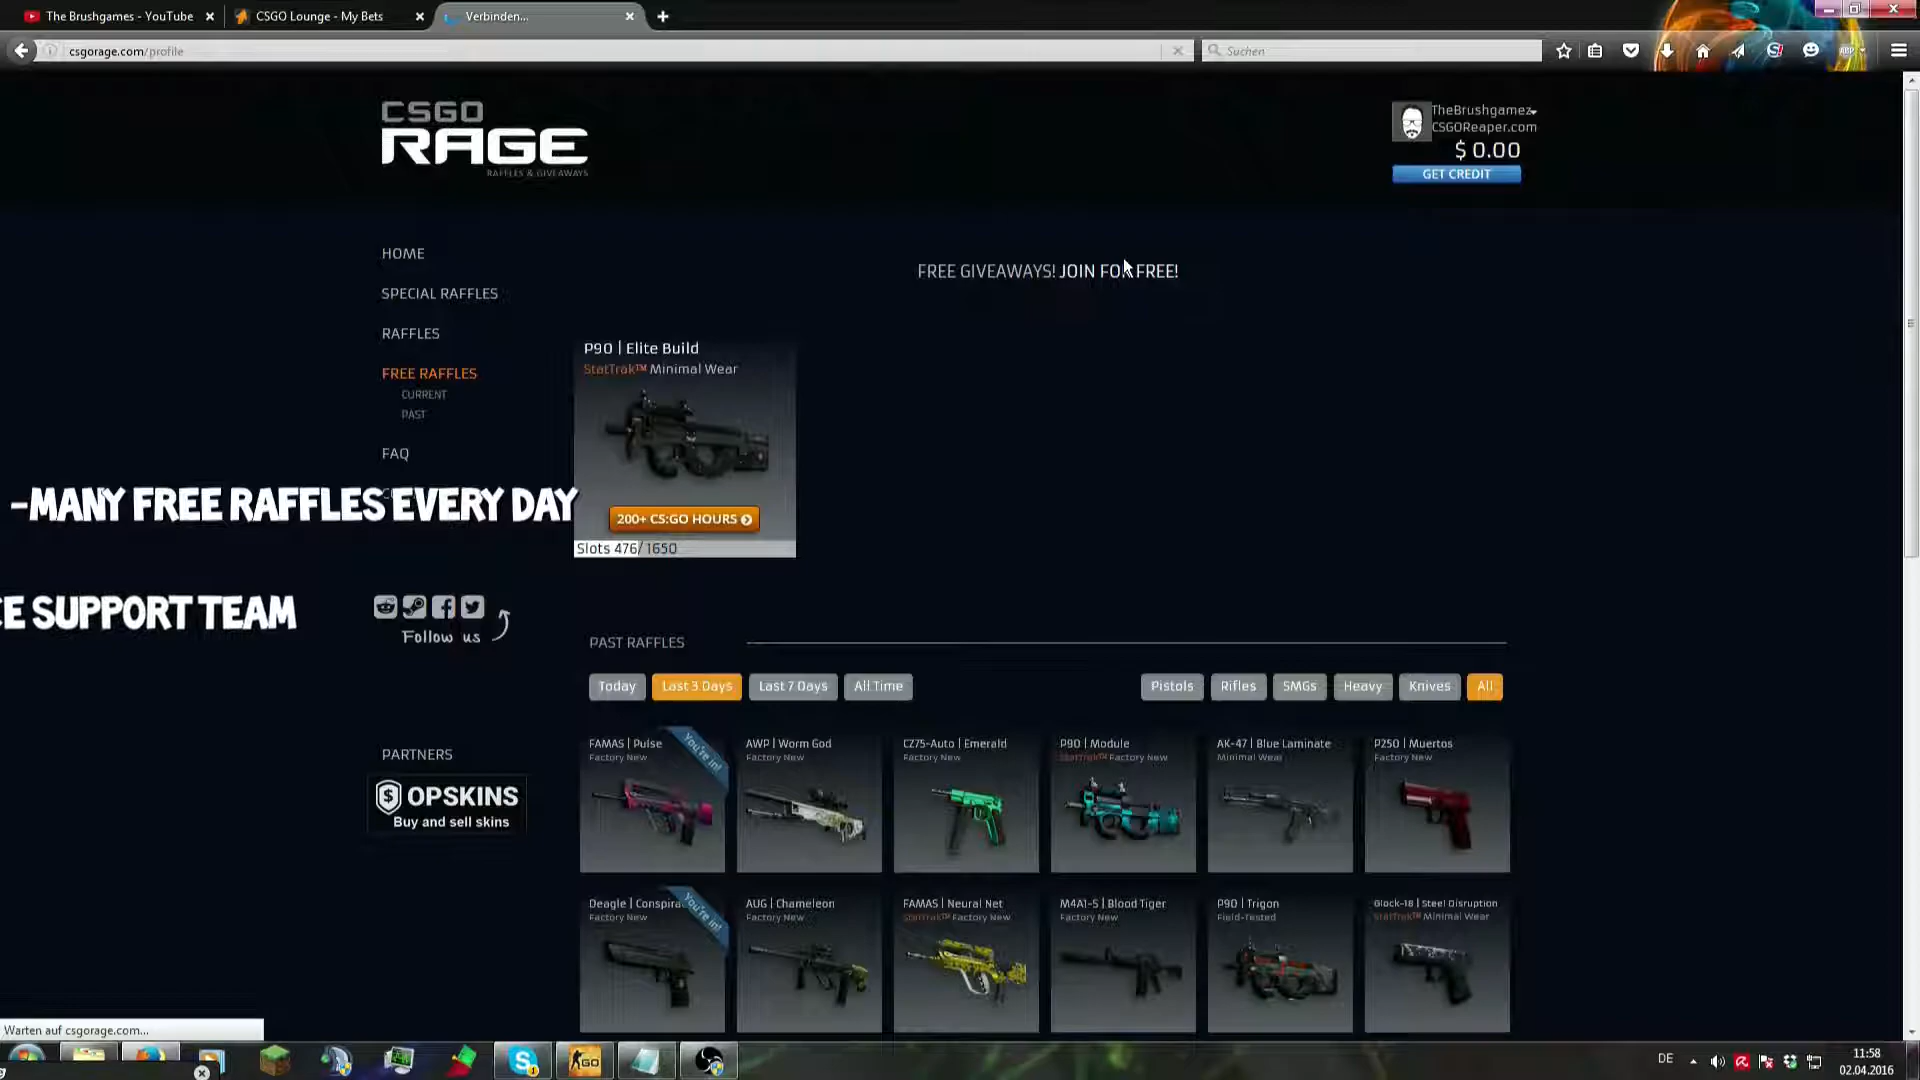 The Brushgames - YouTube
CSGO Lounge - My Bets
Verbinden...
csgorage.com/profile
Suchen
ABP
CSGO
RAGE
RAFFLES & GIVEAWAYS
TheBrushgamez
CSGOReaper.com
$ 0.00
GET CREDIT
HOME
SPECIAL RAFFLES
RAFFLES
FREE RAFFLES
CURRENT
PAST
FAQ
FREE GIVEAWAYS! JOIN FOR FREE!
P90 | Elite Build
StatTrak™ Minimal Wear
200+ CS:GO HOURS
Slots 476/ 1650
-MANY FREE RAFFLES EVERY DAY
CE SUPPORT TEAM
Follow us
PAST RAFFLES
Today
Last 3 Days
Last 7 Days
All Time
Pistols
Rifles
SMGs
Heavy
Knives
All
PARTNERS
OPSKINS
Buy and sell skins
FAMAS | Pulse
Factory New
You're in!
AWP | Worm God
Factory New
CZ75-Auto | Emerald
Factory New
P90 | Module
StatTrak™ Factory New
AK-47 | Blue Laminate
Minimal Wear
P250 | Muertos
Factory New
Deagle | Conspira
Factory New
You're in!
AUG | Chameleon
Factory New
FAMAS | Neural Net
StatTrak™ Factory New
M4A1-S | Blood Tiger
Factory New
P90 | Trigon
Field-Tested
Glock-18 | Steel Disruption
StatTrak™ Minimal Wear
Warten auf csgorage.com...
GO
DE
11:58
02.04.2016